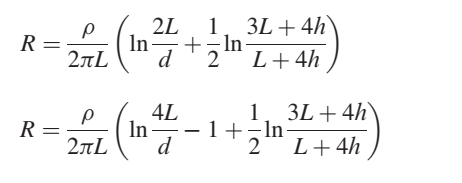 R = ρ/(2πL) (ln 2L/d + 1/2 ln (3L + 4h)/(L + 4h))
R = ρ/(2πL) (ln 4L/d − 1 + 1/2 ln (3L + 4h)/(L + 4h))